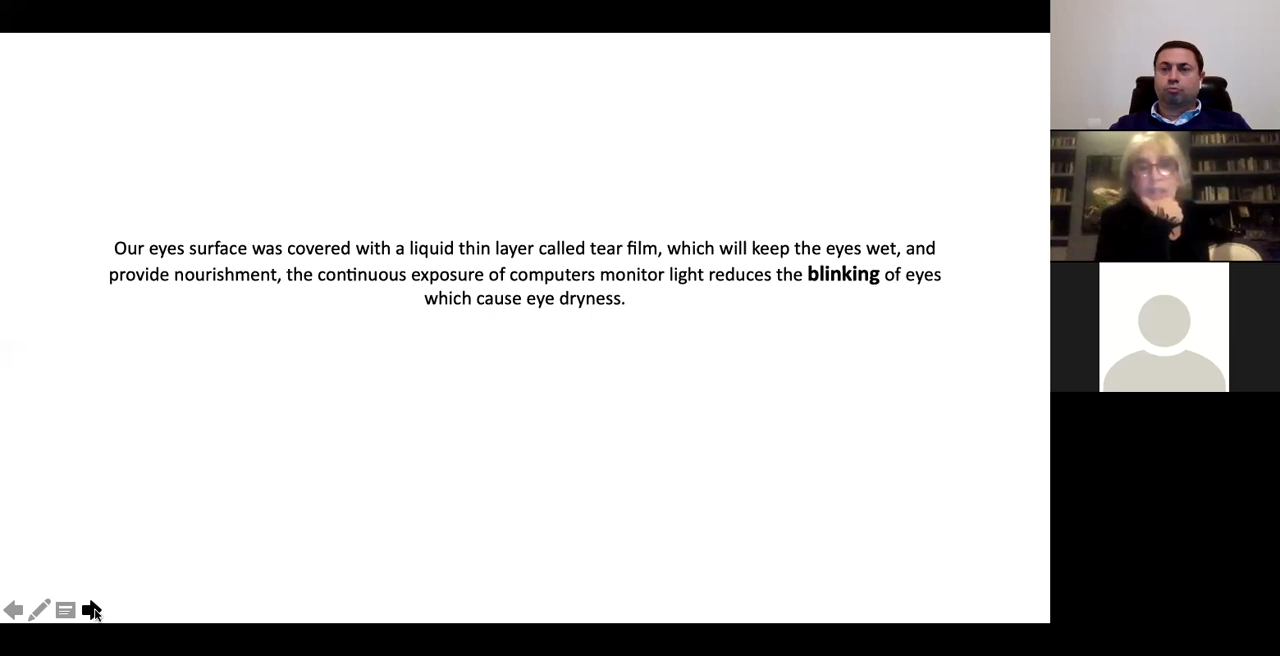 Our eyes surface was covered with a liquid thin layer called tear film, which will keep the eyes wet, and
provide nourishment, the continuous exposure of computers monitor light reduces the blinking of eyes
which cause eye dryness.